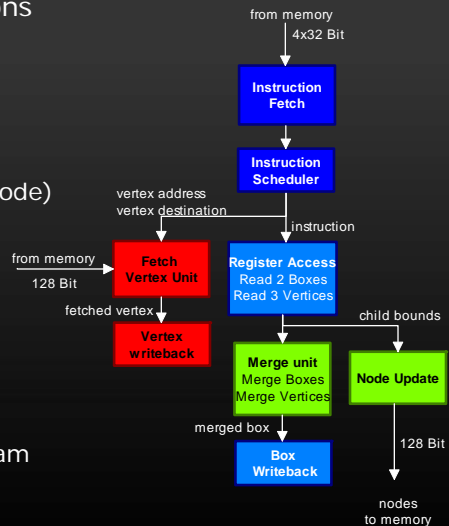 ons
from memory
4x32 Bit
Instruction
Fetch
Instruction
Scheduler
ode)
vertex address
vertex destination
instruction
from memory
128 Bit
Fetch
Vertex Unit
Register Access
Read 2 Boxes
Read 3 Vertices
fetched vertex
child bounds
Vertex
writeback
Merge unit
Merge Boxes
Merge Vertices
Node Update
merged box
128 Bit
am
Box
Writeback
nodes
to memory